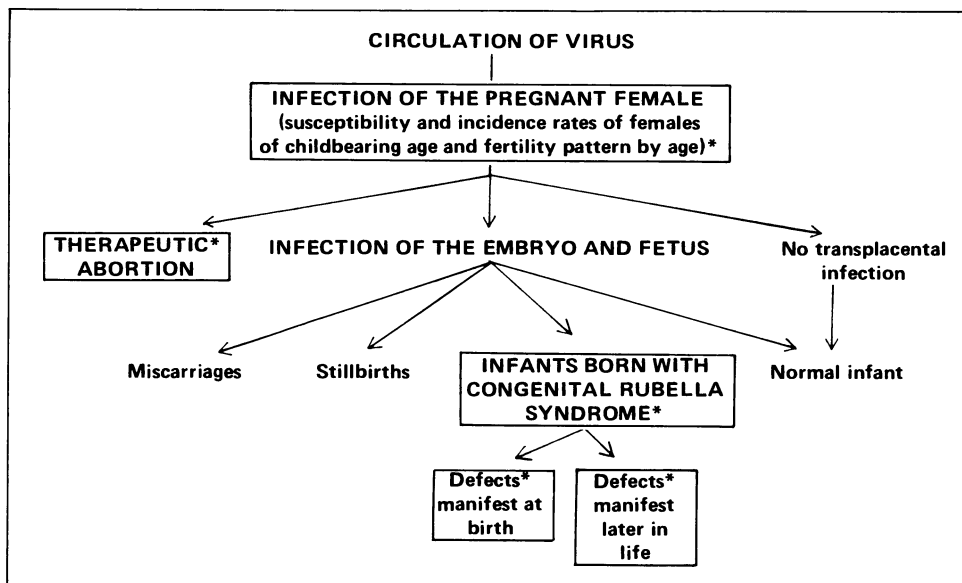 CIRCULATION OF VIRUS
INFECTION OF THE PREGNANT FEMALE
(susceptibility and incidence rates of females
of childbearing age and fertility pattern by age)*
THERAPEUTIC*
ABORTION
INFECTION OF THE EMBRYO AND FETUS
No transplacental
infection
Miscarriages
Stillbirths
INFANTS BORN WITH
CONGENITAL RUBELLA
SYNDROME*
Normal infant
Defects*
manifest at
birth
Defects*
manifest
later in
life